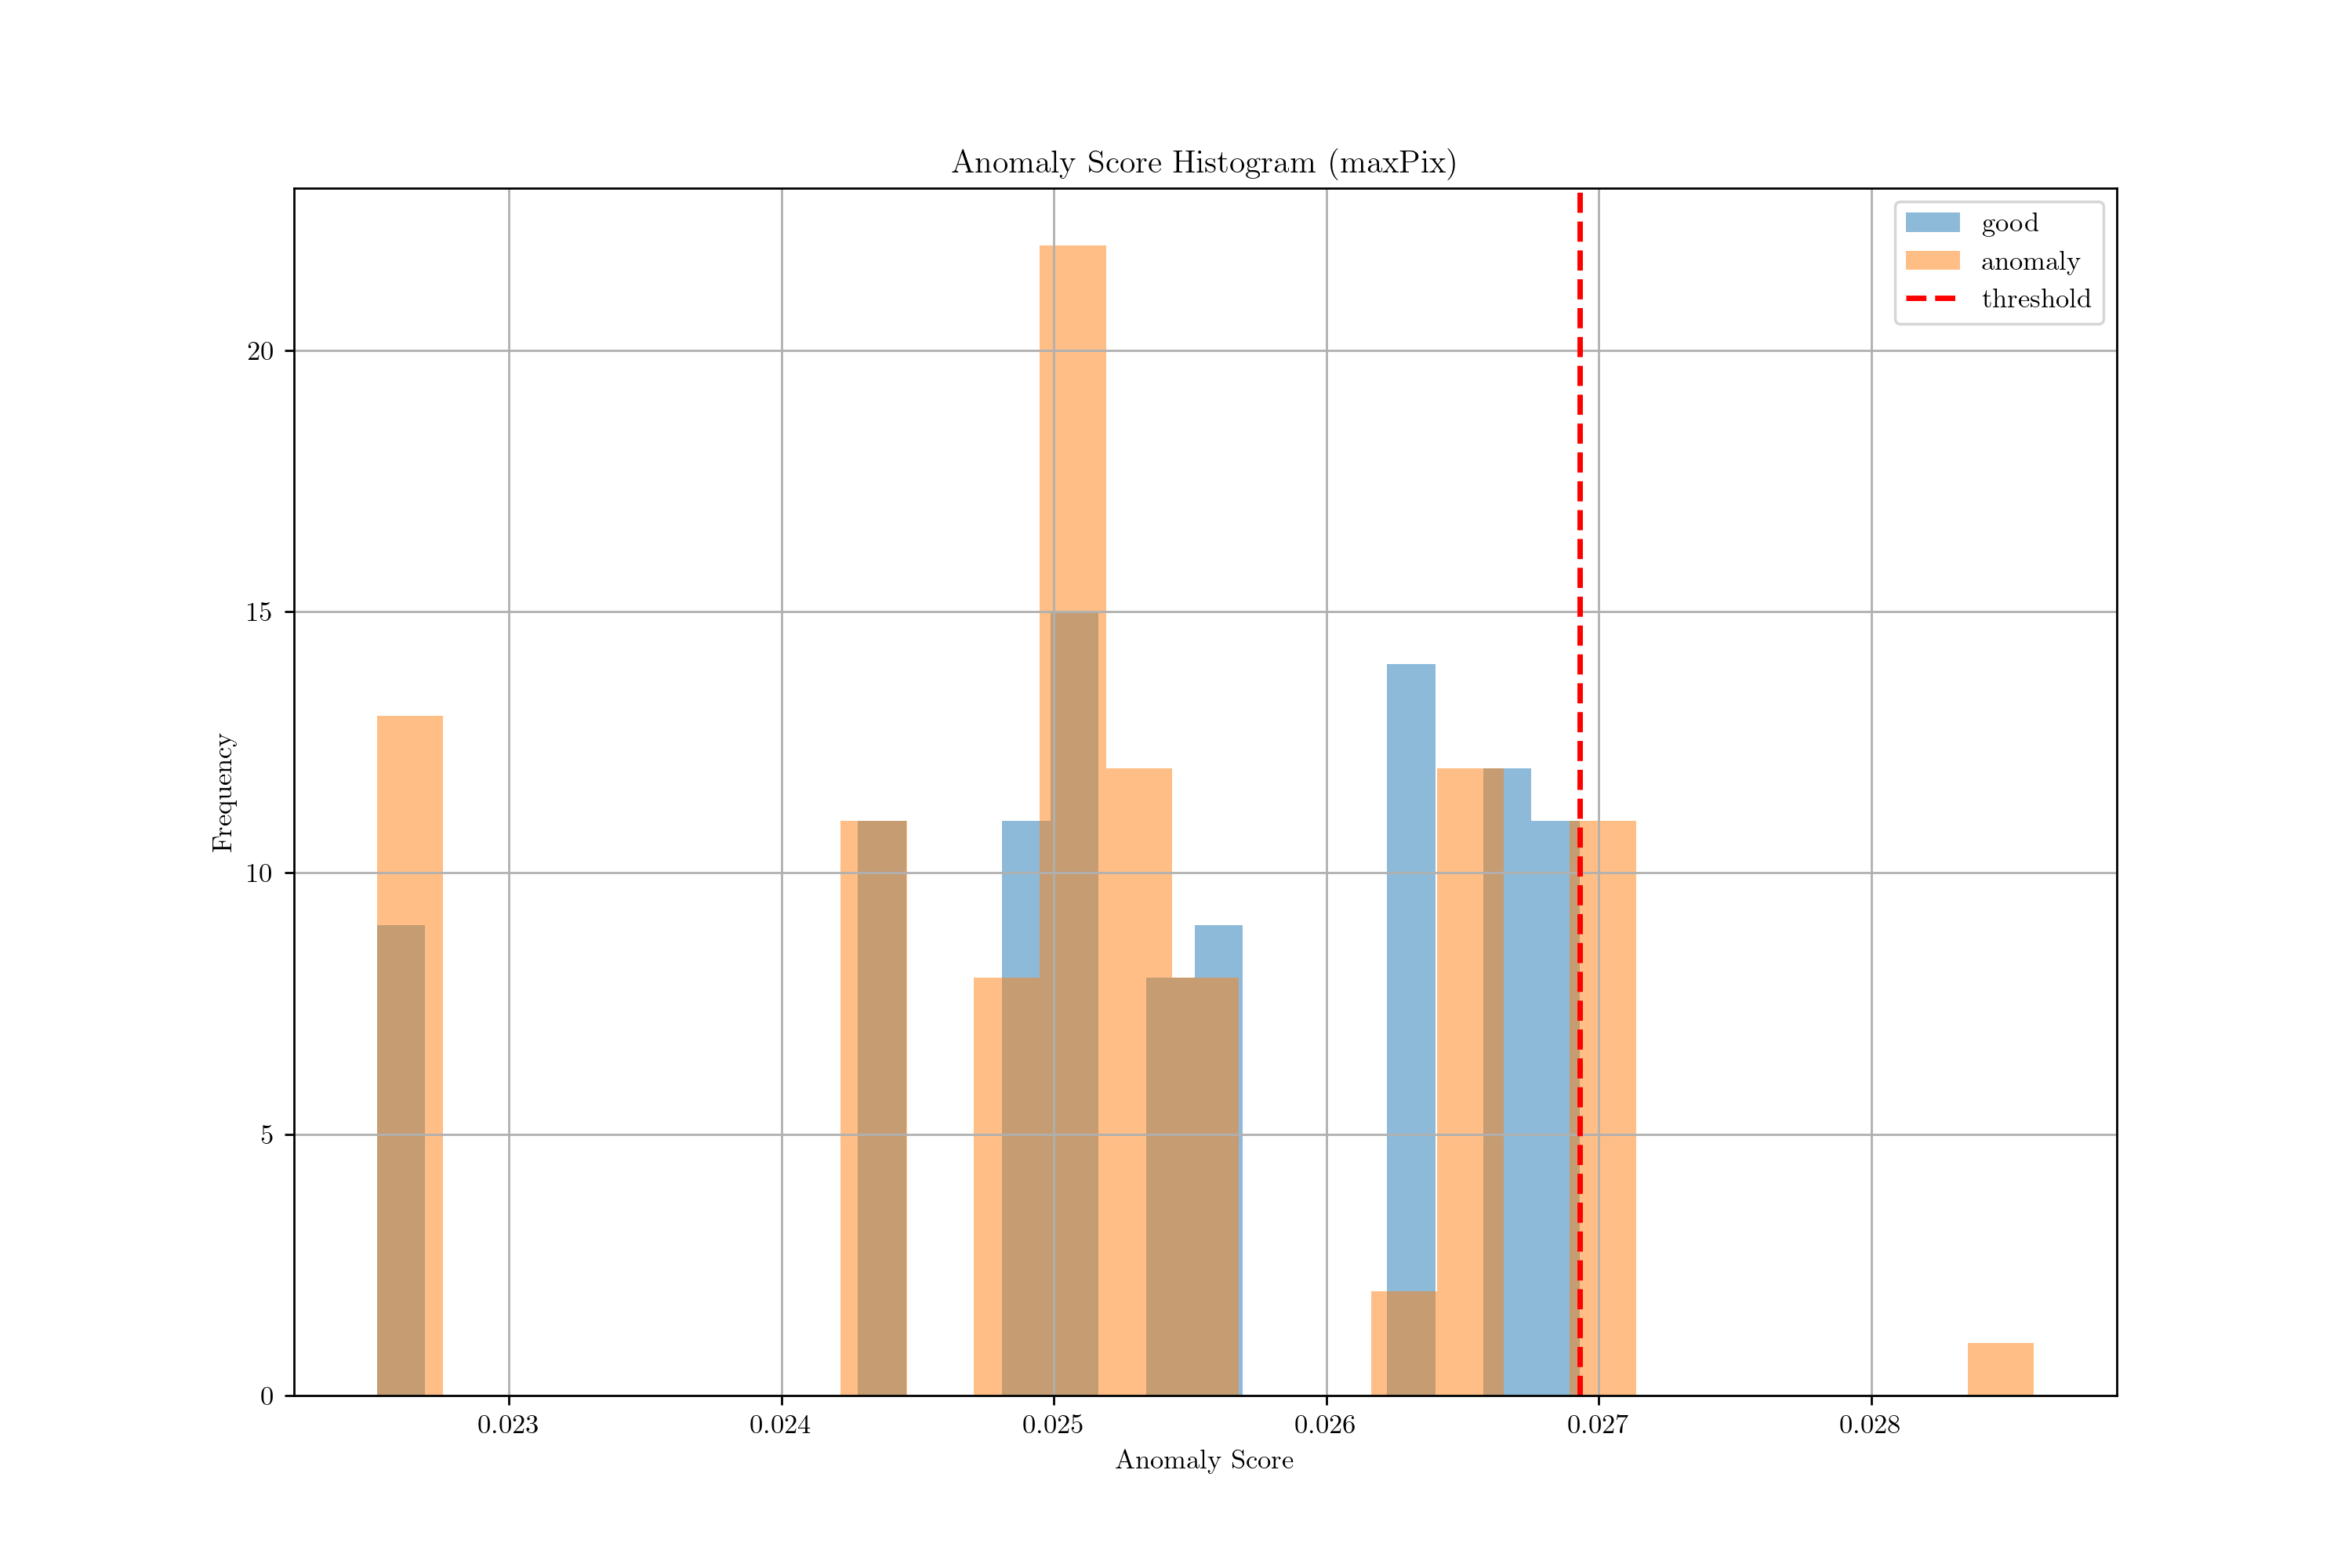 Anomaly Score Histogram (maxPix)
good
anomaly
threshold
20
15
10
5
0
Frequency
0.023 0.024 0.025 0.026 0.027 0.028
Anomaly Score